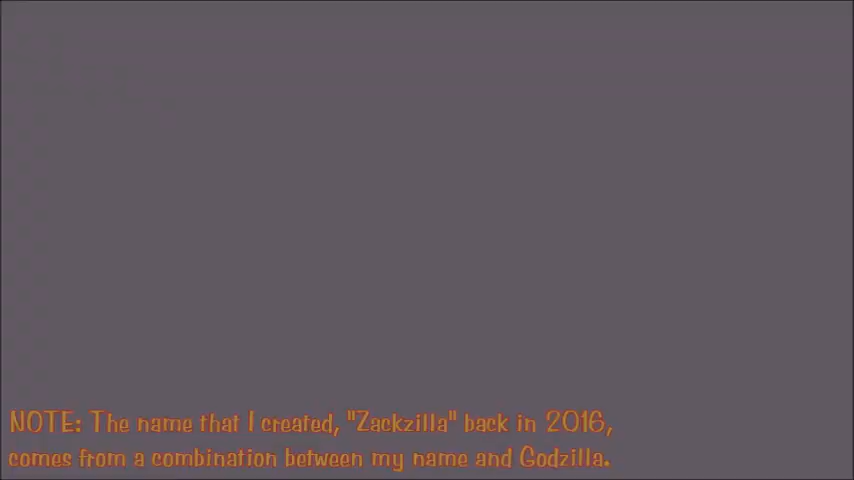 NOTE: The name that I created, "Zackzilla" back in 2016,
comes from a combination between my name and Godzilla.